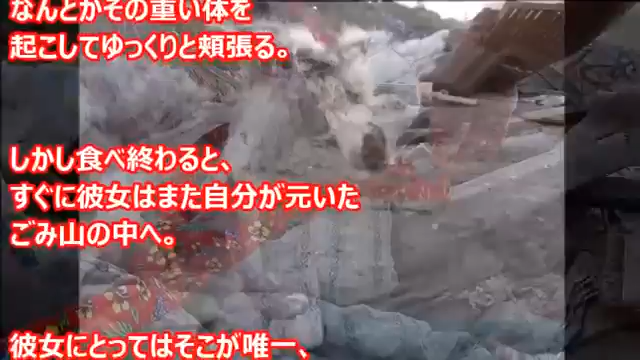 なんとかその重い体を
起こしてゆっくりと頬張る。
しかし食べ終わると、
すぐに彼女はまた自分が元いた
ごみ山の中へ。
彼女にとってはそこが唯一、